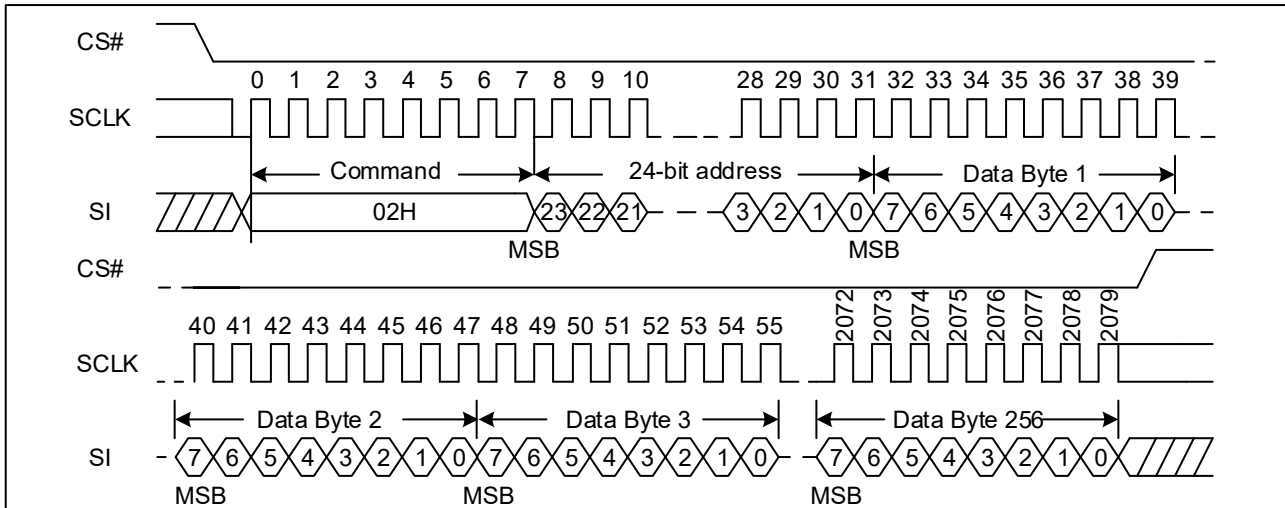 CS#
0 1 2 3 4 5 6 7 8 9 10 28 29 30 31 32 33 34 35 36 37 38 39
SCLK
Command 24-bit address Data Byte 1
SI 02H 23 22 21 3 2 1 0 7 6 5 4 3 2 1 0
MSB MSB
CS#
40 41 42 43 44 45 46 47 48 49 50 51 52 53 54 55 2072 2073 2074 2075 2076 2077 2078 2079
SCLK
Data Byte 2 Data Byte 3 Data Byte 256
SI 7 6 5 4 3 2 1 0 7 6 5 4 3 2 1 0 7 6 5 4 3 2 1 0
MSB MSB MSB